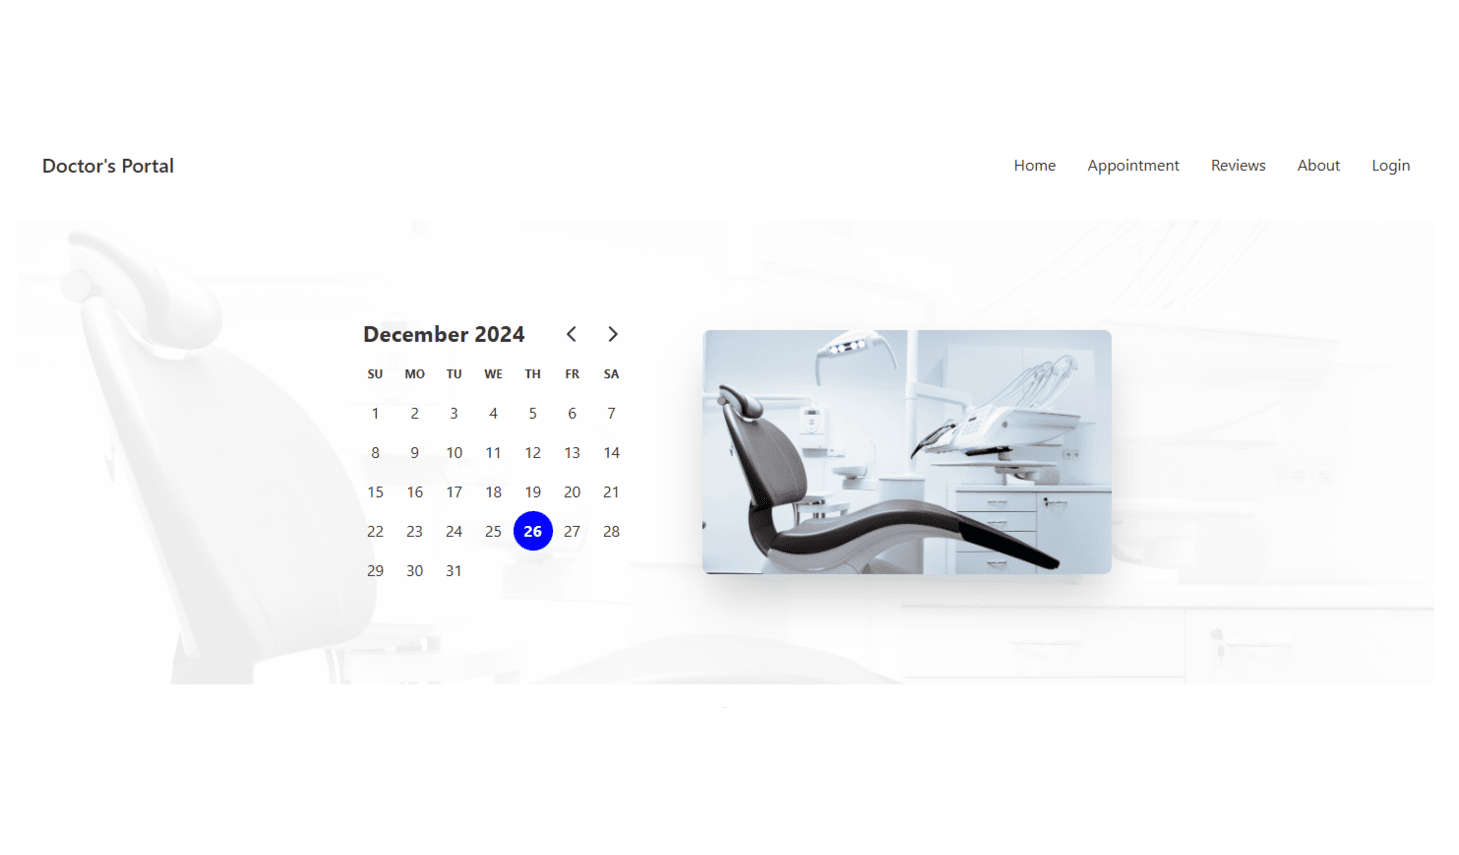 Doctor's Portal
Home Appointment Reviews About Login
December 2024
SU MO TU WE TH FR SA
1 2 3 4 5 6 7
8 9 10 11 12 13 14
15 16 17 18 19 20 21
22 23 24 25 26 27 28
29 30 31